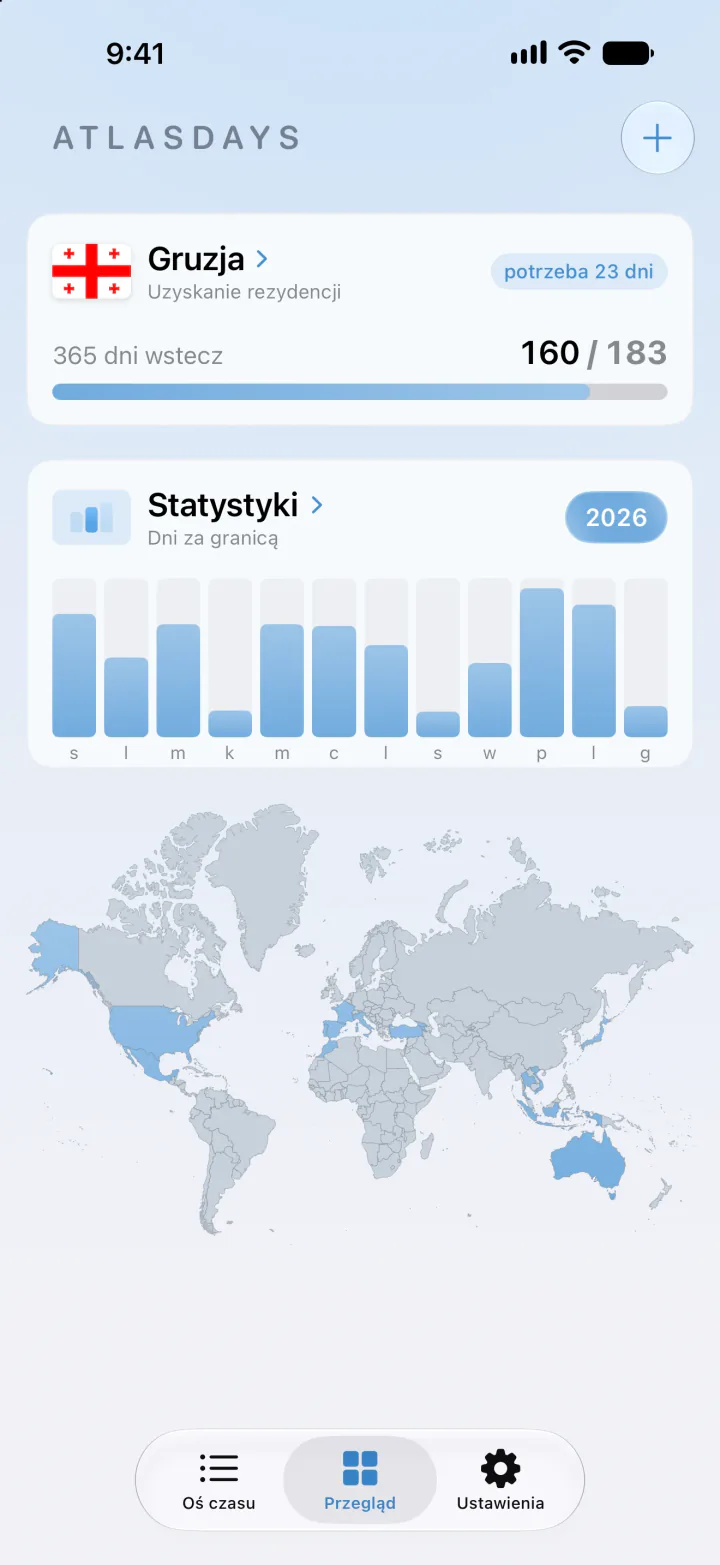 9:41
ATLASDAYS
Gruzja
Uzyskanie rezydencji
potrzeba 23 dni
365 dni wstecz
160 / 183
Statystyki
Dni za granicą
2026
s l m k m c l s w p l g
Oś czasu
Przegląd
Ustawienia